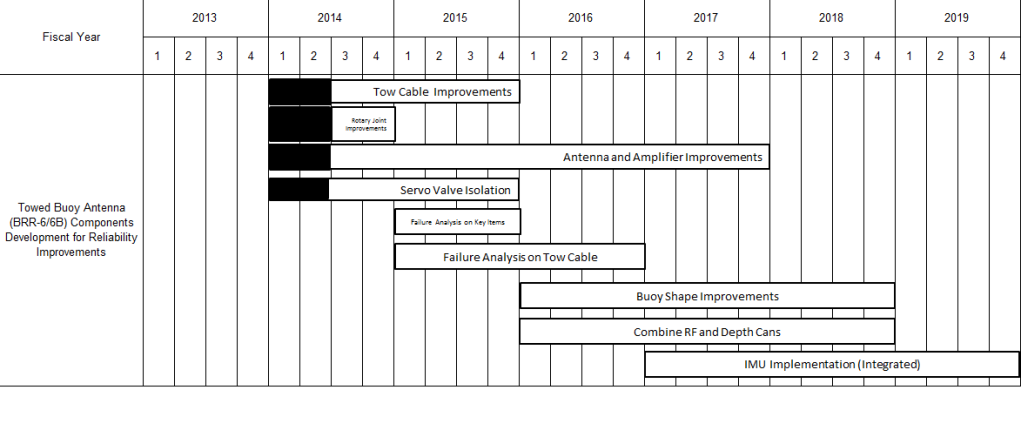 Fiscal Year
2013 2014 2015 2016 2017 2018 2019
1 2 3 4 1 2 3 4 1 2 3 4 1 2 3 4 1 2 3 4 1 2 3 4 1 2 3 4
Towed Buoy Antenna
(BRR-6/6B) Components
Development for Reliability
Improvements
Tow Cable Improvements
Rotary Joint
Improvements
Antenna and Amplifier Improvements
Servo Valve Isolation
Failure Analysis on Key Items
Failure Analysis on Tow Cable
Buoy Shape Improvements
Combine RF and Depth Cans
IMU Implementation (Integrated)